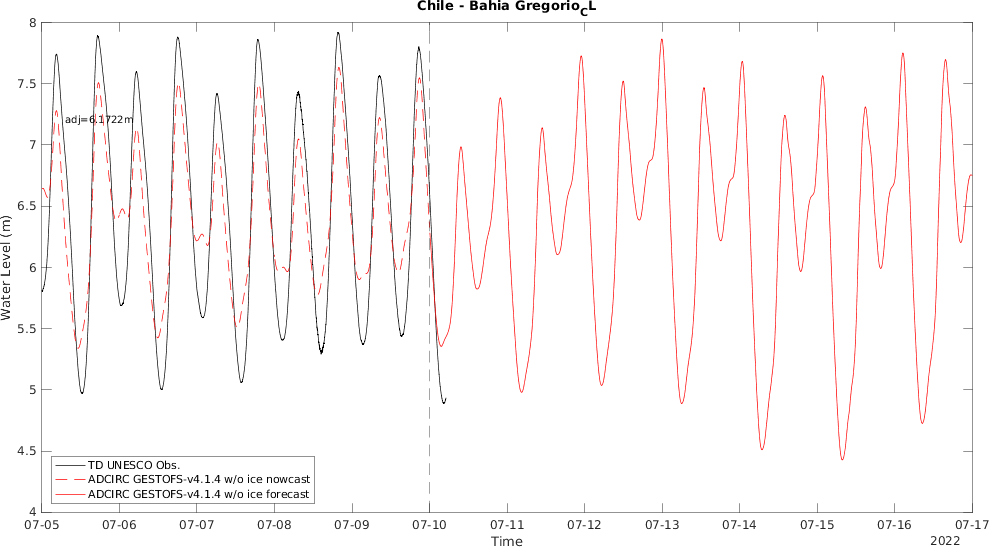 Chile - Bahia Gregorio_CL
8
7.5
7
6.5
6
5.5
5
4.5
4
Water Level (m)
adj=6.1722m
TD UNESCO Obs.
ADCIRC GESTOFS-v4.1.4 w/o ice nowcast
ADCIRC GESTOFS-v4.1.4 w/o ice forecast
07-05 07-06 07-07 07-08 07-09 07-10 07-11 07-12 07-13 07-14 07-15 07-16 07-17
Time
2022